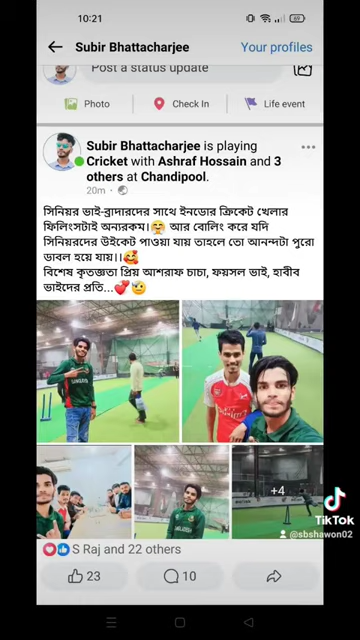 10:21
69
Subir Bhattacharjee
Your profiles
Post a status update
Photo
Check In
Life event
Subir Bhattacharjee is playing
Cricket with Ashraf Hossain and 3
others at Chandipool.
20m
সিনিয়র ভাই-ব্রাদারদের সাথে ইনডোর ক্রিকেট খেলার
ফিলিংসটাই অন্যরকম।🤗 আর বোলিং করে যদি
সিনিয়রদের উইকেট পাওয়া যায় তাহলে তো আনন্দটা পুরো
ডাবল হয়ে যায়।।🥰
বিশেষ কৃতজ্ঞতা প্রিয় আশরাফ চাচা, ফয়সল ভাই, হাবীব
ভাইদের প্রতি...💞🥲
+4
TikTok
@sbshawon02
S Raj and 22 others
23
10